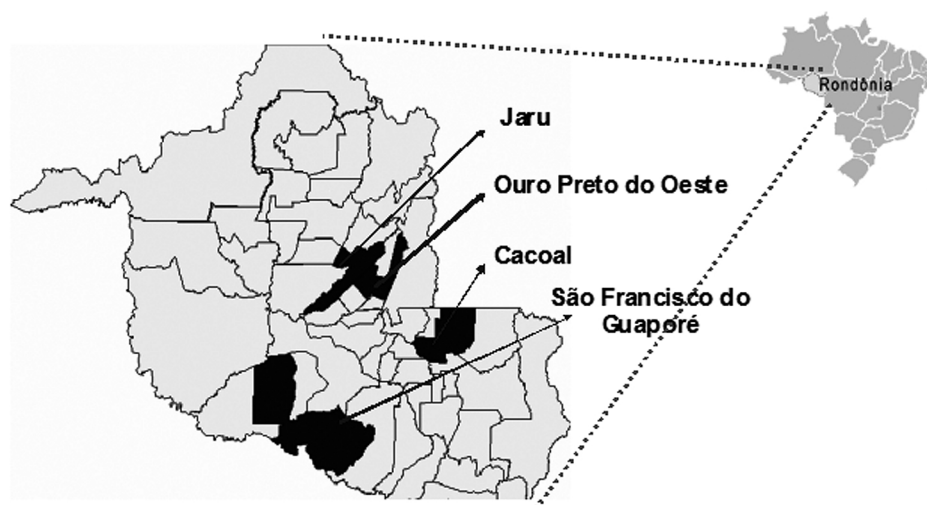 Rondônia
Jaru
Ouro Preto do Oeste
Cacoal
São Francisco do
Guaporé